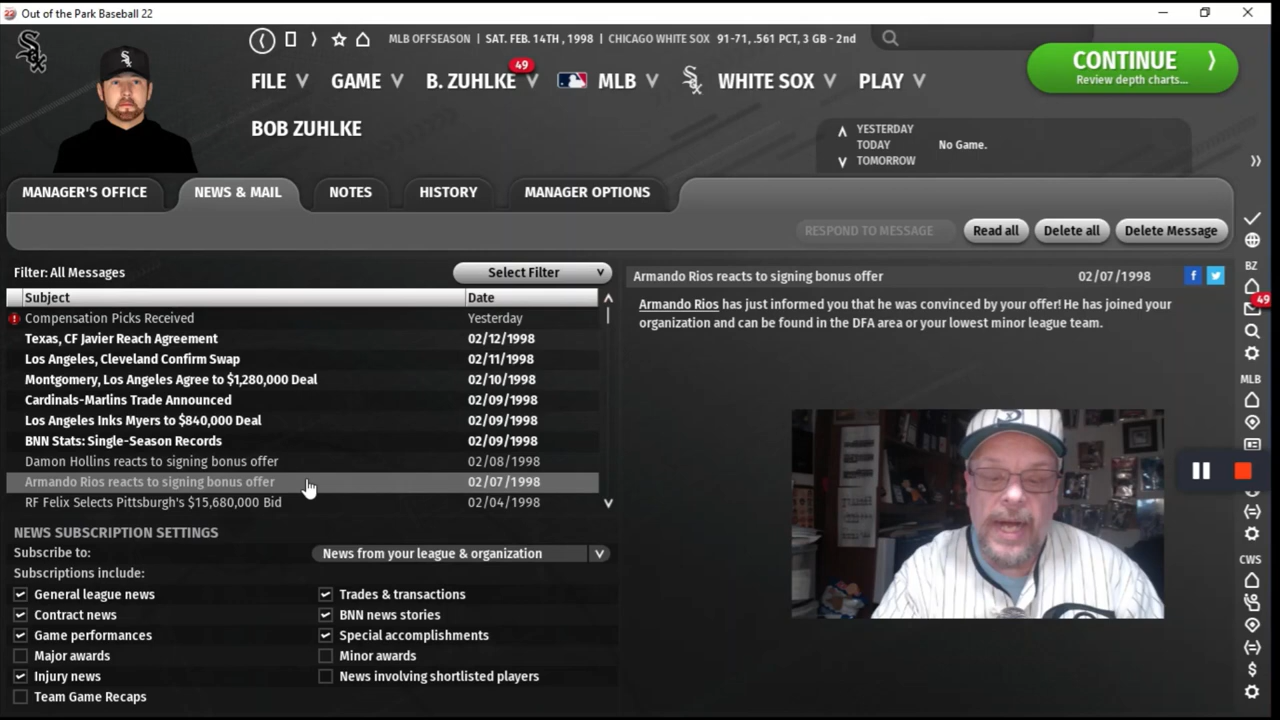 Out of the Park Baseball 22
MLB OFFSEASON | SAT. FEB. 14TH , 1998 | CHICAGO WHITE SOX 91-71, .561 PCT, 3 GB - 2nd
CONTINUE
Review depth charts...
49
FILE GAME B. ZUHLKE MLB WHITE SOX PLAY
BOB ZUHLKE
YESTERDAY
TODAY No Game.
TOMORROW
MANAGER'S OFFICE NEWS & MAIL NOTES HISTORY MANAGER OPTIONS
RESPOND TO MESSAGE Read all Delete all Delete Message
Filter: All Messages Select Filter
Subject Date
Compensation Picks Received Yesterday
Texas, CF Javier Reach Agreement 02/12/1998
Los Angeles, Cleveland Confirm Swap 02/11/1998
Montgomery, Los Angeles Agree to $1,280,000 Deal 02/10/1998
Cardinals-Marlins Trade Announced 02/09/1998
Los Angeles Inks Myers to $840,000 Deal 02/09/1998
BNN Stats: Single-Season Records 02/09/1998
Damon Hollins reacts to signing bonus offer 02/08/1998
Armando Rios reacts to signing bonus offer 02/07/1998
RF Felix Selects Pittsburgh's $15,680,000 Bid 02/04/1998
Armando Rios reacts to signing bonus offer 02/07/1998
Armando Rios has just informed you that he was convinced by your offer! He has joined your
organization and can be found in the DFA area or your lowest minor league team.
NEWS SUBSCRIPTION SETTINGS
Subscribe to: News from your league & organization
Subscriptions include:
General league news Trades & transactions
Contract news BNN news stories
Game performances Special accomplishments
Major awards Minor awards
Injury news News involving shortlisted players
Team Game Recaps
BZ
49
MLB
CWS